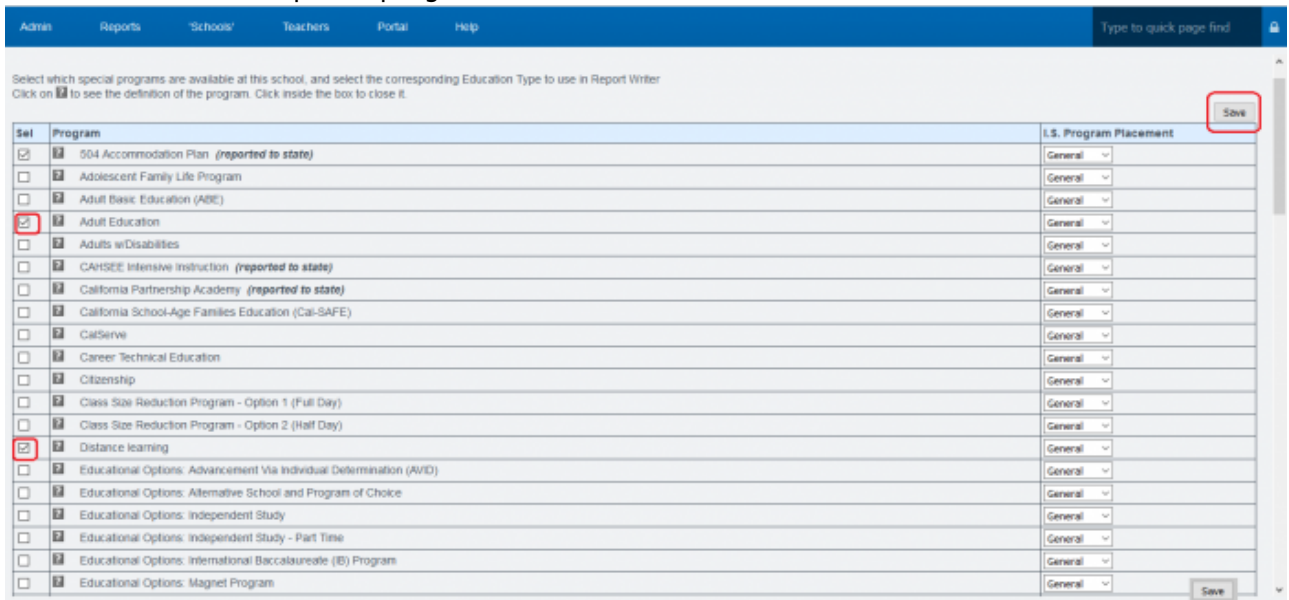 Admin Reports 'Schools' Teachers Portal Help Type to quick page find
Select which special programs are available at this school, and select the corresponding Education Type to use in Report Writer
Click on ? to see the definition of the program. Click inside the box to close it.
Save
Sel Program I.S. Program Placement
? 504 Accommodation Plan (reported to state) General
? Adolescent Family Life Program General
? Adult Basic Education (ABE) General
? Adult Education General
? Adults w/Disabilities General
? CAHSEE Intensive Instruction (reported to state) General
? California Partnership Academy (reported to state) General
? California School-Age Families Education (Cal-SAFE) General
? CalServe General
? Career Technical Education General
? Citizenship General
? Class Size Reduction Program - Option 1 (Full Day) General
? Class Size Reduction Program - Option 2 (Half Day) General
? Distance learning General
? Educational Options: Advancement Via Individual Determination (AVID) General
? Educational Options: Alternative School and Program of Choice General
? Educational Options: Independent Study General
? Educational Options: Independent Study - Part Time General
? Educational Options: International Baccalaureate (IB) Program General
? Educational Options: Magnet Program General
Save